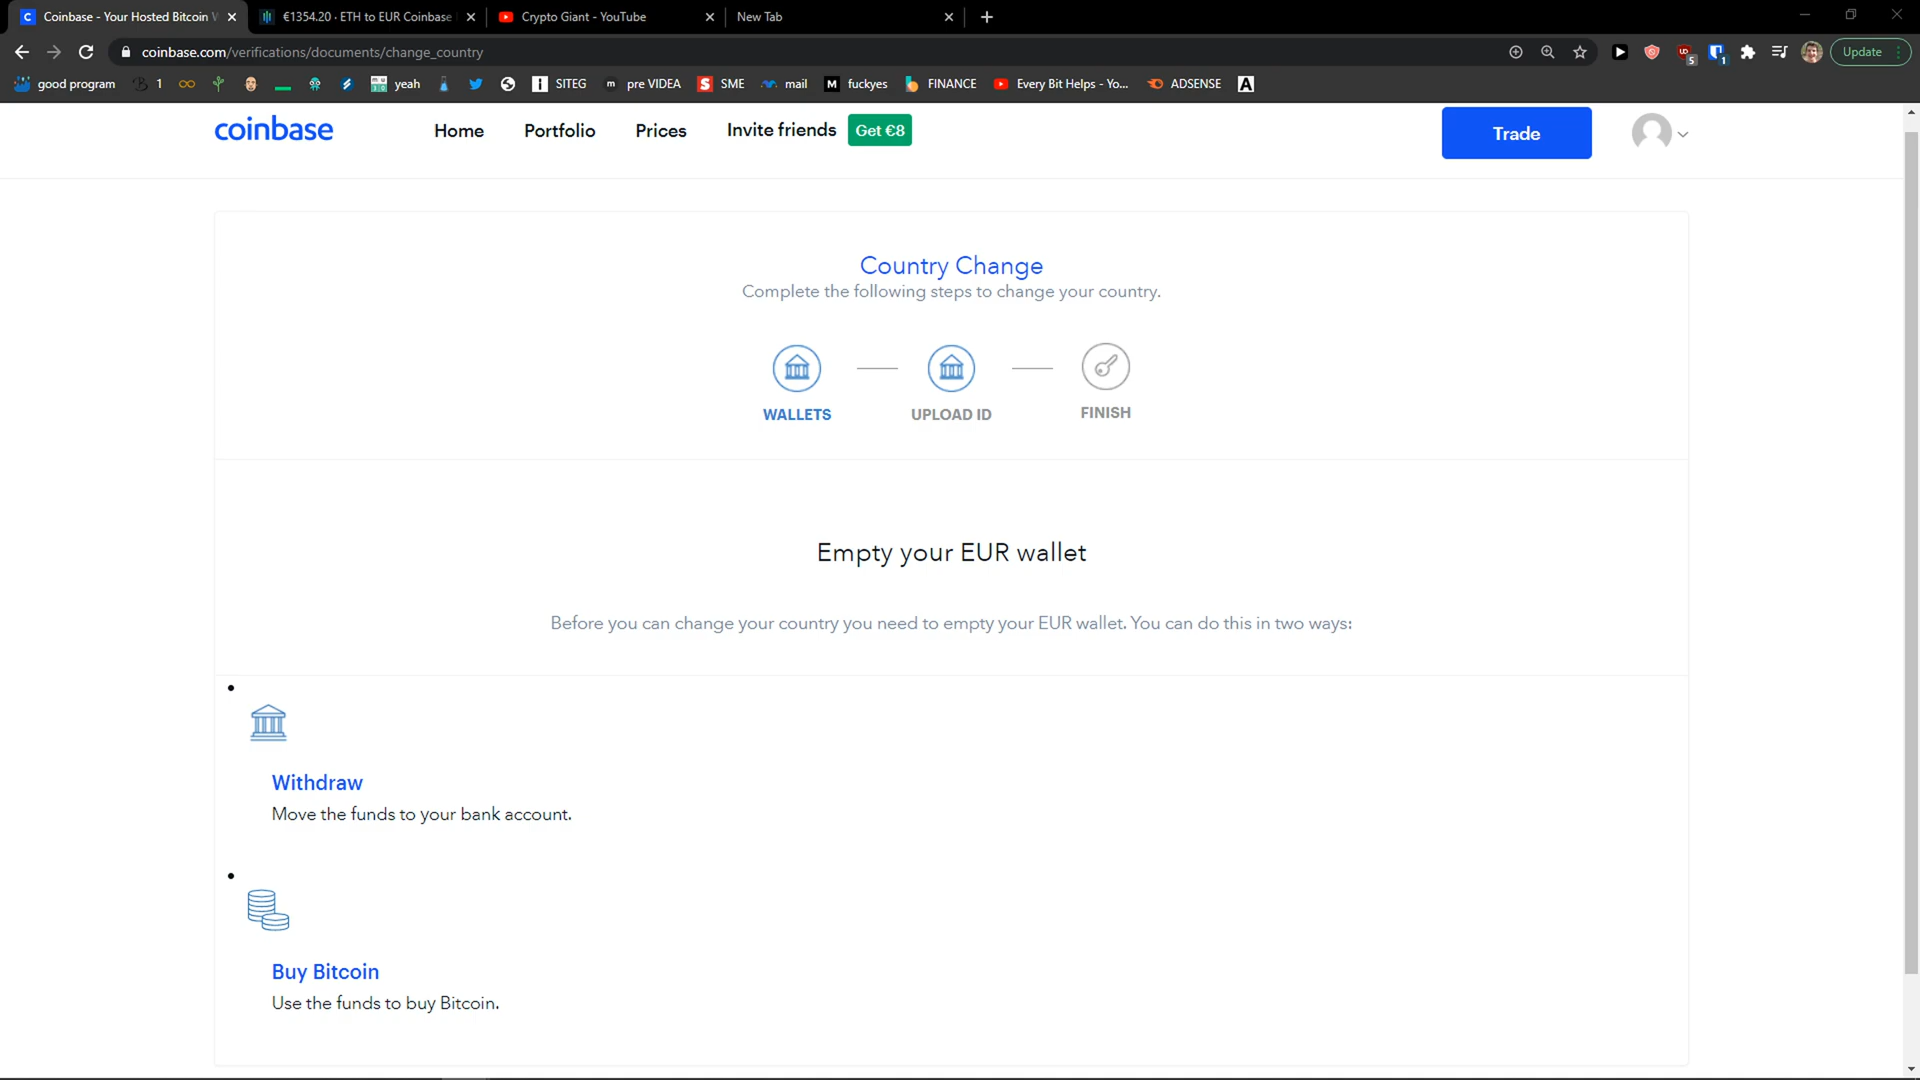 Coinbase - Your Hosted Bitcoin W
€1354.20 · ETH to EUR Coinbase
Crypto Giant - YouTube
New Tab
coinbase.com/verifications/documents/change_country
5
1
Update
good program
1
yeah
SITEG
pre VIDEA
SME
mail
fuckyes
FINANCE
Every Bit Helps - Yo...
ADSENSE
coinbase
Home
Portfolio
Prices
Invite friends
Get €8
Trade
Country Change
Complete the following steps to change your country.
WALLETS
UPLOAD ID
FINISH
Empty your EUR wallet
Before you can change your country you need to empty your EUR wallet. You can do this in two ways:
Withdraw
Move the funds to your bank account.
Buy Bitcoin
Use the funds to buy Bitcoin.